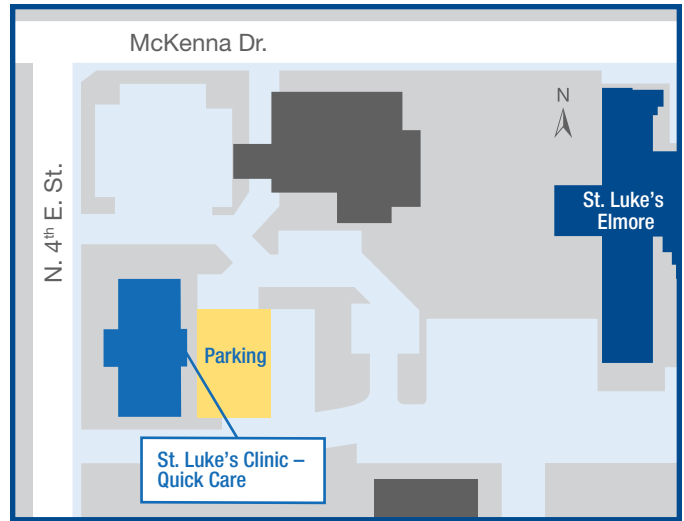 McKenna Dr.
N. 4th E. St.
N
St. Luke's
Elmore
Parking
St. Luke's Clinic –
Quick Care